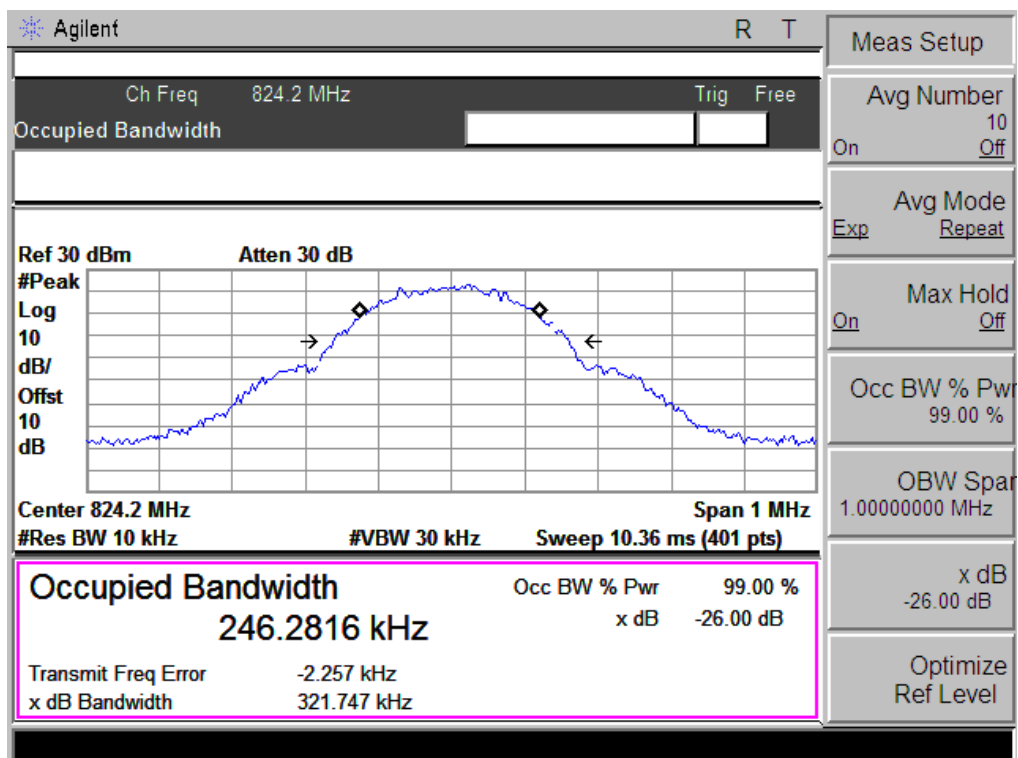 Agilent R T
Ch Freq 824.2 MHz Trig Free
Occupied Bandwidth
Ref 30 dBm Atten 30 dB
#Peak
Log
10
dB/
Offst
10
dB
Center 824.2 MHz Span 1 MHz
#Res BW 10 kHz #VBW 30 kHz Sweep 10.36 ms (401 pts)
Occupied Bandwidth
246.2816 kHz
Occ BW % Pwr 99.00 %
x dB -26.00 dB
Transmit Freq Error -2.257 kHz
x dB Bandwidth 321.747 kHz
Meas Setup
Avg Number
10
On Off
Avg Mode
Exp Repeat
Max Hold
On Off
Occ BW % Pwr
99.00 %
OBW Span
1.00000000 MHz
x dB
-26.00 dB
Optimize
Ref Level